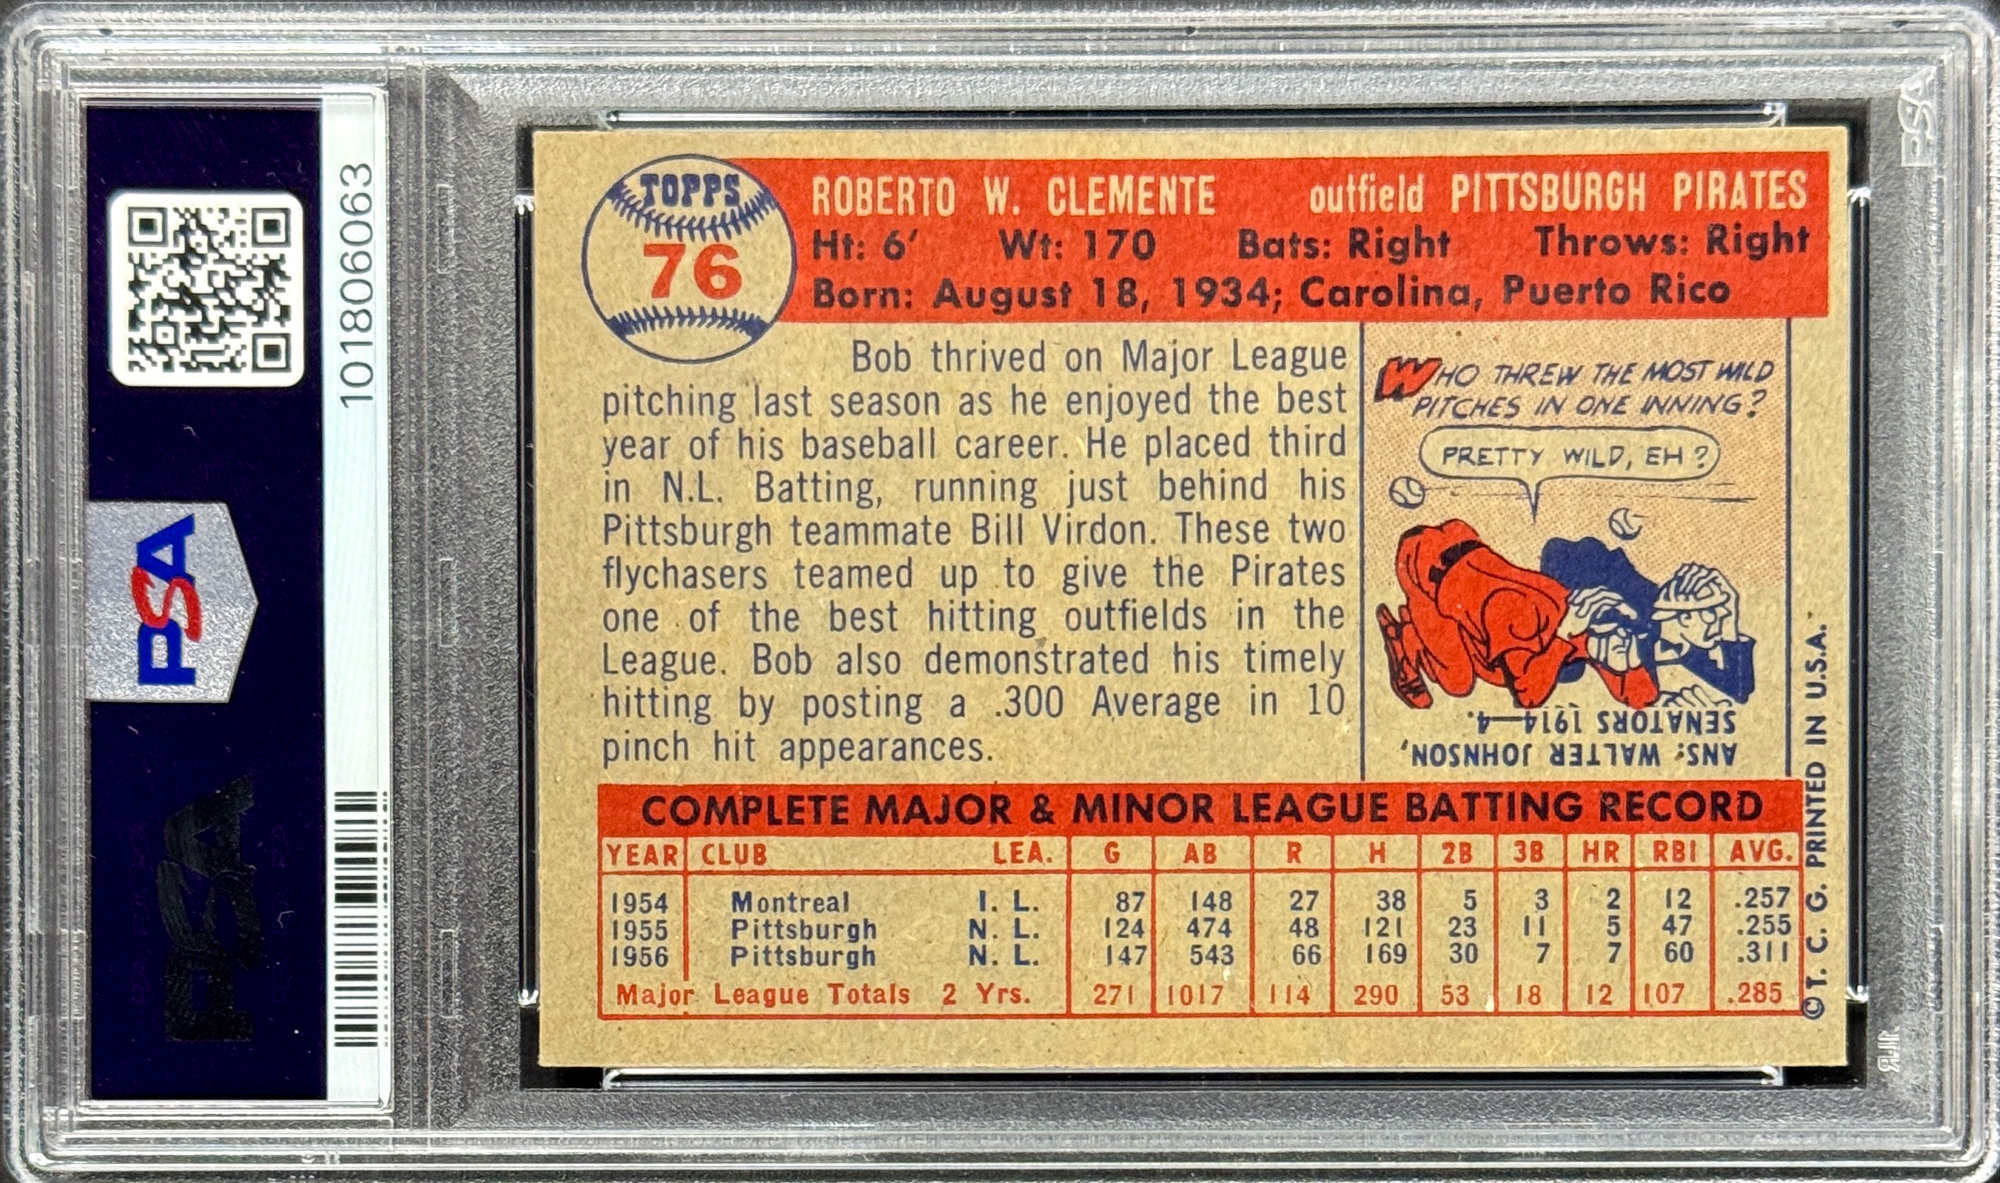 101806063
PSA
PSA
PSA
TOPPS
76
ROBERTO W. CLEMENTE outfield PITTSBURGH PIRATES
Ht: 6' Wt: 170 Bats: Right Throws: Right
Born: August 18, 1934; Carolina, Puerto Rico
Bob thrived on Major League
pitching last season as he enjoyed the best
year of his baseball career. He placed third
in N.L. Batting, running just behind his
Pittsburgh teammate Bill Virdon. These two
flychasers teamed up to give the Pirates
one of the best hitting outfields in the
League. Bob also demonstrated his timely
hitting by posting a .300 Average in 10
pinch hit appearances.
WHO THREW THE MOST WILD
PITCHES IN ONE INNING?
PRETTY WILD, EH?
ANS: WALTER JOHNSON,
SENATORS 1914—4.
COMPLETE MAJOR & MINOR LEAGUE BATTING RECORD
YEAR CLUB LEA. G AB R H 2B 3B HR RBI AVG.
1954 Montreal I. L. 87 148 27 38 5 3 2 12 .257
1955 Pittsburgh N. L. 124 474 48 121 23 11 5 47 .255
1956 Pittsburgh N. L. 147 543 66 169 30 7 7 60 .311
Major League Totals 2 Yrs. 271 1017 114 290 53 18 12 107 .285
©T. C. G. PRINTED IN U.S.A.